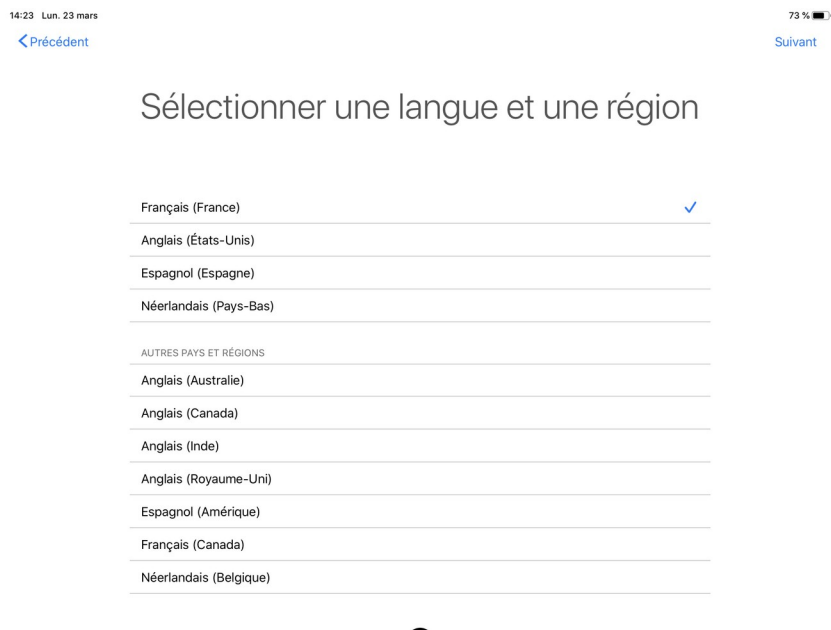 14:23 Lun. 23 mars
73 %
Précédent
Suivant
Sélectionner une langue et une région
Français (France)
Anglais (États-Unis)
Espagnol (Espagne)
Néerlandais (Pays-Bas)
AUTRES PAYS ET RÉGIONS
Anglais (Australie)
Anglais (Canada)
Anglais (Inde)
Anglais (Royaume-Uni)
Espagnol (Amérique)
Français (Canada)
Néerlandais (Belgique)